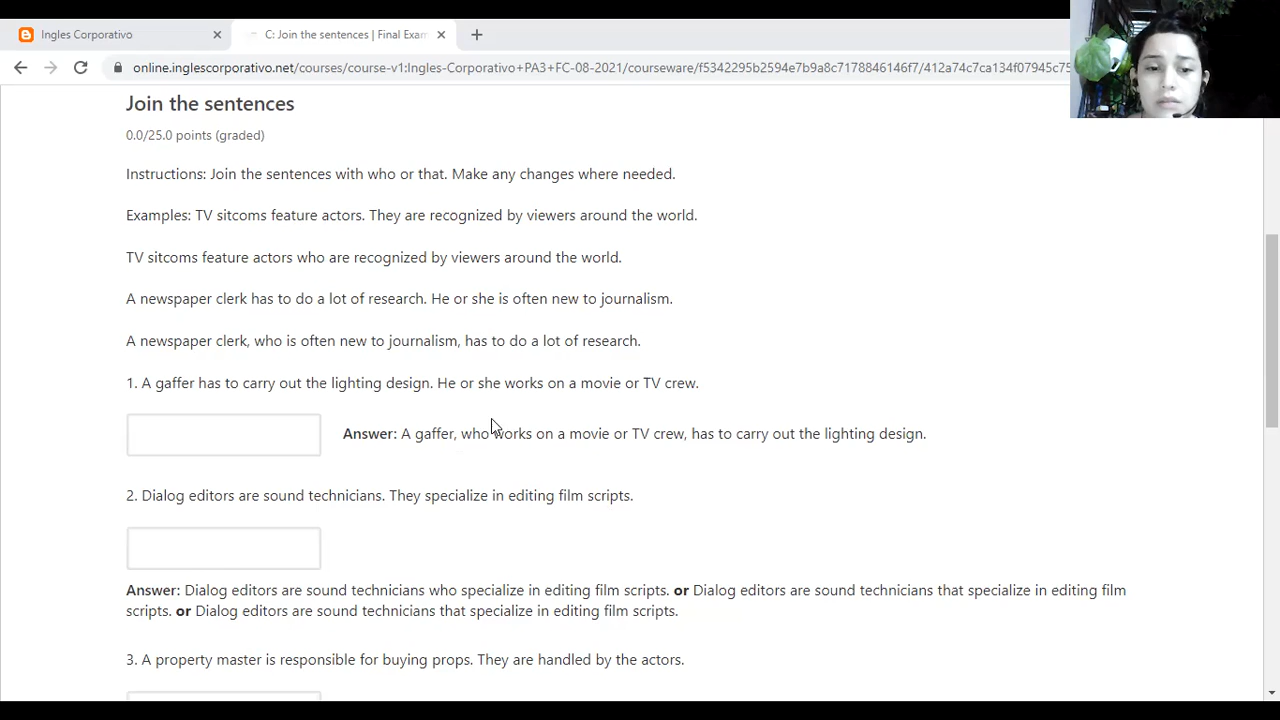 Ingles Corporativo
C: Join the sentences | Final Exam
online.inglescorporativo.net/courses/course-v1:Ingles-Corporativo+PA3+FC-08-2021/courseware/f5342295b2594e7b9a8c7178846146f7/412a74c7ca134f07945c75
Join the sentences
0.0/25.0 points (graded)
Instructions: Join the sentences with who or that. Make any changes where needed.
Examples: TV sitcoms feature actors. They are recognized by viewers around the world.
TV sitcoms feature actors who are recognized by viewers around the world.
A newspaper clerk has to do a lot of research. He or she is often new to journalism.
A newspaper clerk, who is often new to journalism, has to do a lot of research.
1. A gaffer has to carry out the lighting design. He or she works on a movie or TV crew.
Answer: A gaffer, who works on a movie or TV crew, has to carry out the lighting design.
2. Dialog editors are sound technicians. They specialize in editing film scripts.
Answer: Dialog editors are sound technicians who specialize in editing film scripts. or Dialog editors are sound technicians that specialize in editing film
scripts. or Dialog editors are sound technicians that specialize in editing film scripts.
3. A property master is responsible for buying props. They are handled by the actors.